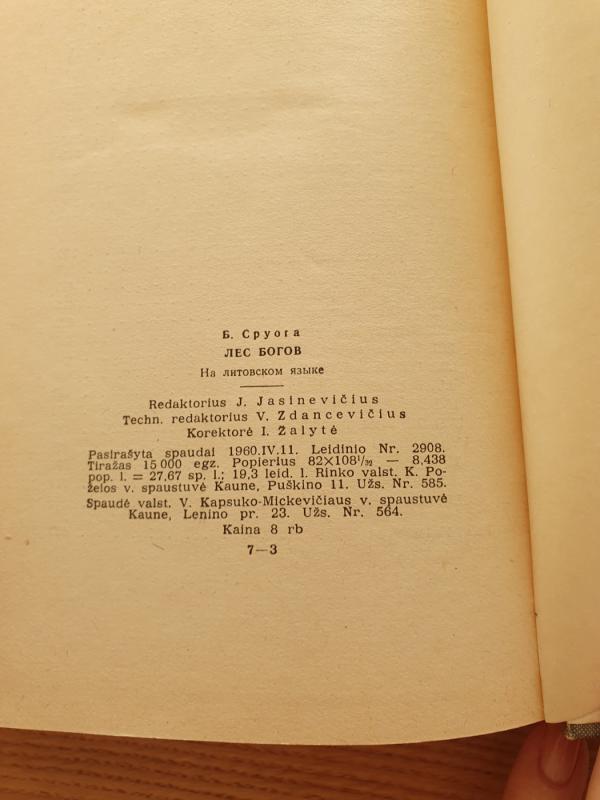 Б. Сруога
ЛЕС БОГОВ
На литовском языке
Redaktorius J. Jasinevičius
Techn. redaktorius V. Zdancevičius
Korektorė I. Žalytė
Pasirašyta spaudai 1960.IV.11. Leidinio Nr. 2908.
Tiražas 15 000 egz. Popierius 82×108¹/₃₂ — 8,438
pop. l. = 27,67 sp. l.; 19,3 leid. l. Rinko valst. K. Po-
želos v. spaustuvė Kaune, Puškino 11. Užs. Nr. 585.
Spaudė valst. V. Kapsuko-Mickevičiaus v. spaustuvė
Kaune, Lenino pr. 23. Užs. Nr. 564.
Kaina 8 rb
7—3